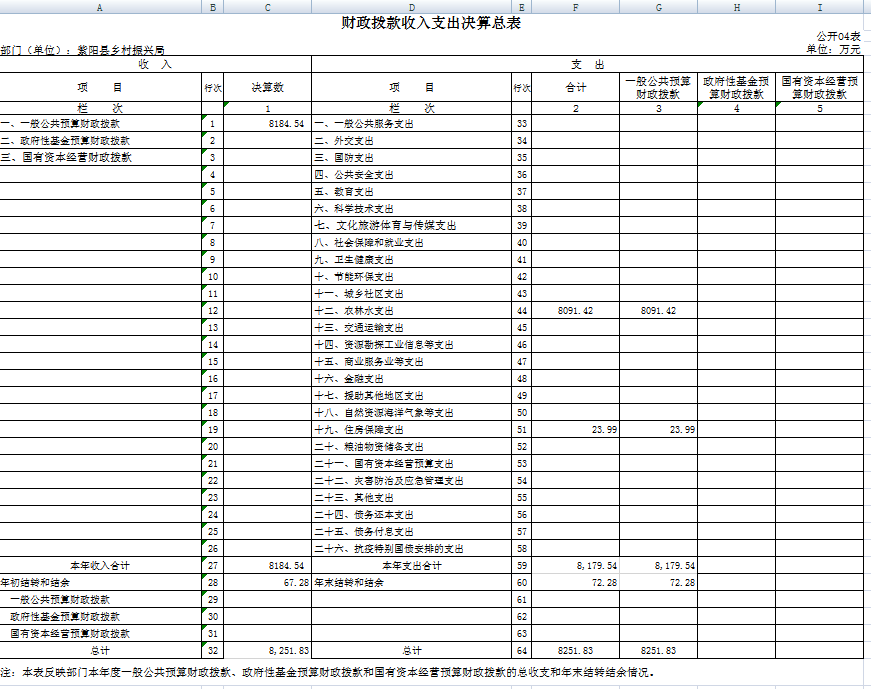 A B C D E F G H I
财政拨款收入支出决算总表
公开04表
部门（单位）：紫阳县乡村振兴局 单位：万元
收 入 支 出
项 目 行次 决算数 项 目 行次 合计 一般公共预算财政拨款 政府性基金预算财政拨款 国有资本经营预算财政拨款
栏 次 1 栏 次 2 3 4 5
一、一般公共预算财政拨款 1 8184.54 一、一般公共服务支出 33
二、政府性基金预算财政拨款 2 二、外交支出 34
三、国有资本经营财政拨款 3 三、国防支出 35
4 四、公共安全支出 36
5 五、教育支出 37
6 六、科学技术支出 38
7 七、文化旅游体育与传媒支出 39
8 八、社会保障和就业支出 40
9 九、卫生健康支出 41
10 十、节能环保支出 42
11 十一、城乡社区支出 43
12 十二、农林水支出 44 8091.42 8091.42
13 十三、交通运输支出 45
14 十四、资源勘探工业信息等支出 46
15 十五、商业服务业等支出 47
16 十六、金融支出 48
17 十七、援助其他地区支出 49
18 十八、自然资源海洋气象等支出 50
19 十九、住房保障支出 51 23.99 23.99
20 二十、粮油物资储备支出 52
21 二十一、国有资本经营预算支出 53
22 二十二、灾害防治及应急管理支出 54
23 二十三、其他支出 55
24 二十四、债务还本支出 56
25 二十五、债务付息支出 57
26 二十六、抗疫特别国债安排的支出 58
本年收入合计 27 8184.54 本年支出合计 59 8,179.54 8,179.54
年初结转和结余 28 67.28 年末结转和结余 60 72.28 72.28
一般公共预算财政拨款 29 61
政府性基金预算财政拨款 30 62
国有资本经营预算财政拨款 31 63
总计 32 8,251.83 总计 64 8251.83 8251.83
注：本表反映部门本年度一般公共预算财政拨款、政府性基金预算财政拨款和国有资本经营预算财政拨款的总收支和年末结转结余情况。